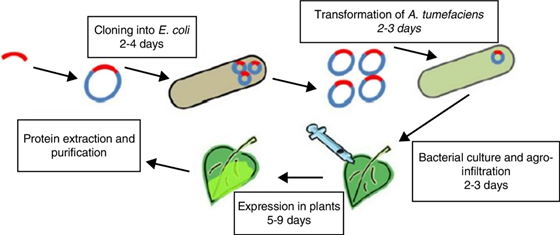 Cloning into E. coli
2-4 days
Transformation of A. tumefaciens
2-3 days
Bacterial culture and agro-
infiltration
2-3 days
Expression in plants
5-9 days
Protein extraction and
purification